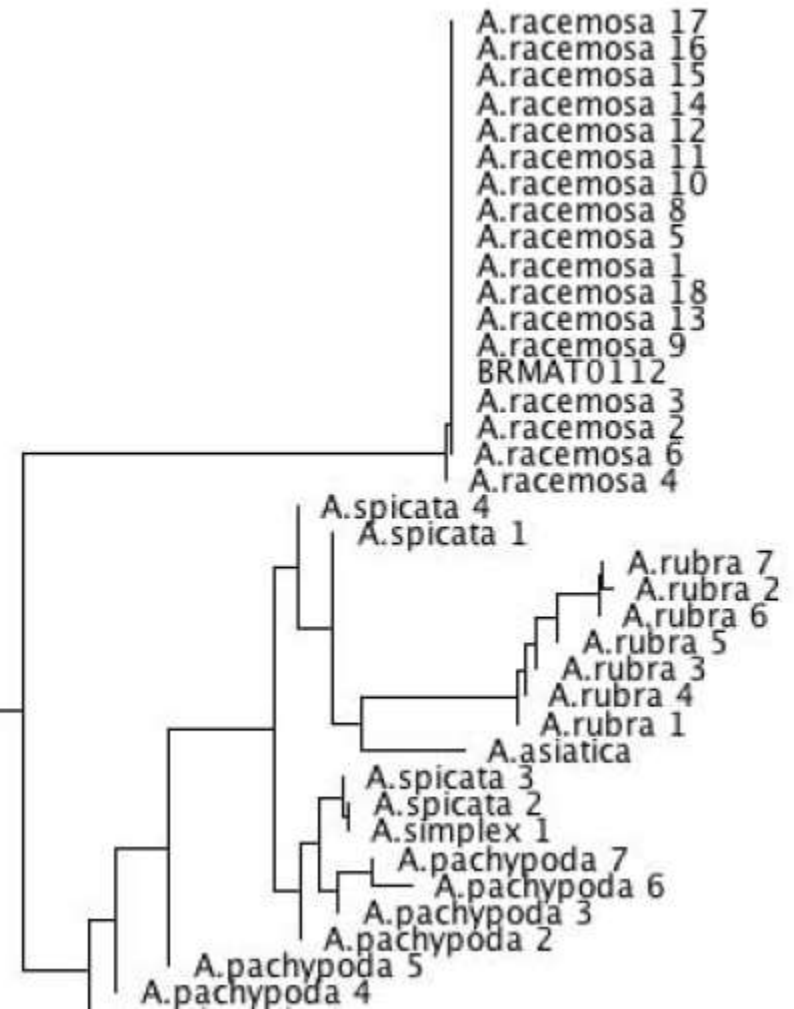 A.racemosa 17
A.racemosa 16
A.racemosa 15
A.racemosa 14
A.racemosa 12
A.racemosa 11
A.racemosa 10
A.racemosa 8
A.racemosa 5
A.racemosa 1
A.racemosa 18
A.racemosa 13
A.racemosa 9
BRMAT0112
A.racemosa 3
A.racemosa 2
A.racemosa 6
A.racemosa 4
A.spicata 4
A.spicata 1
A.rubra 7
A.rubra 2
A.rubra 6
A.rubra 5
A.rubra 3
A.rubra 4
A.rubra 1
A.asiatica
A.spicata 3
A.spicata 2
A.simplex 1
A.pachypoda 7
A.pachypoda 6
A.pachypoda 3
A.pachypoda 2
A.pachypoda 5
A.pachypoda 4